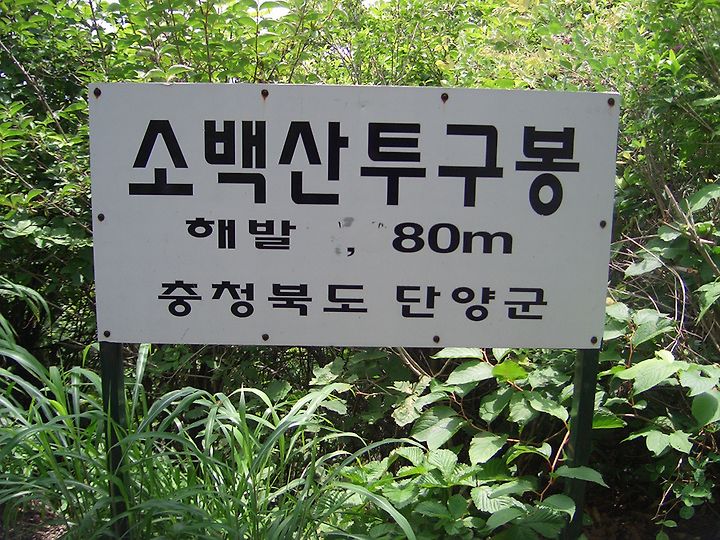 소백산투구봉
해발 , 80m
충청북도 단양군